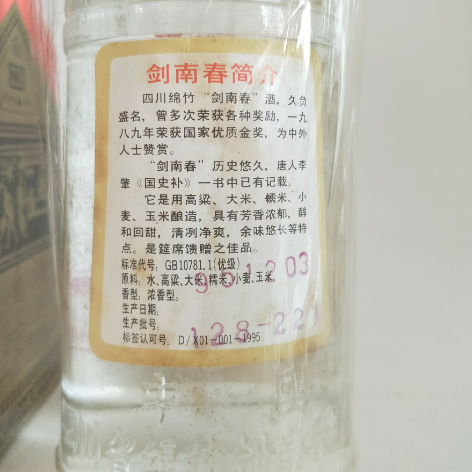 剑南春简介
四川绵竹“剑南春”酒，久负
盛名，曾多次荣获各种奖励，一九
八九年荣获国家优质金奖，为中外
人士赞赏。
“剑南春”历史悠久，唐人李
肇《国史补》一书中已有记载。
它是用高粱、大米、糯米、小
麦、玉米酿造，具有芳香浓郁，醇
和回甜，清冽净爽，余味悠长等特
点。是筵席馈赠之佳品。
标准代号：GB10781.1(优级)
原料：水、高粱、大米、糯米、小麦、玉米
香型：浓香型。
生产日期：
961203
生产批号：
128-221
标签认可号：D/X01-001-1995